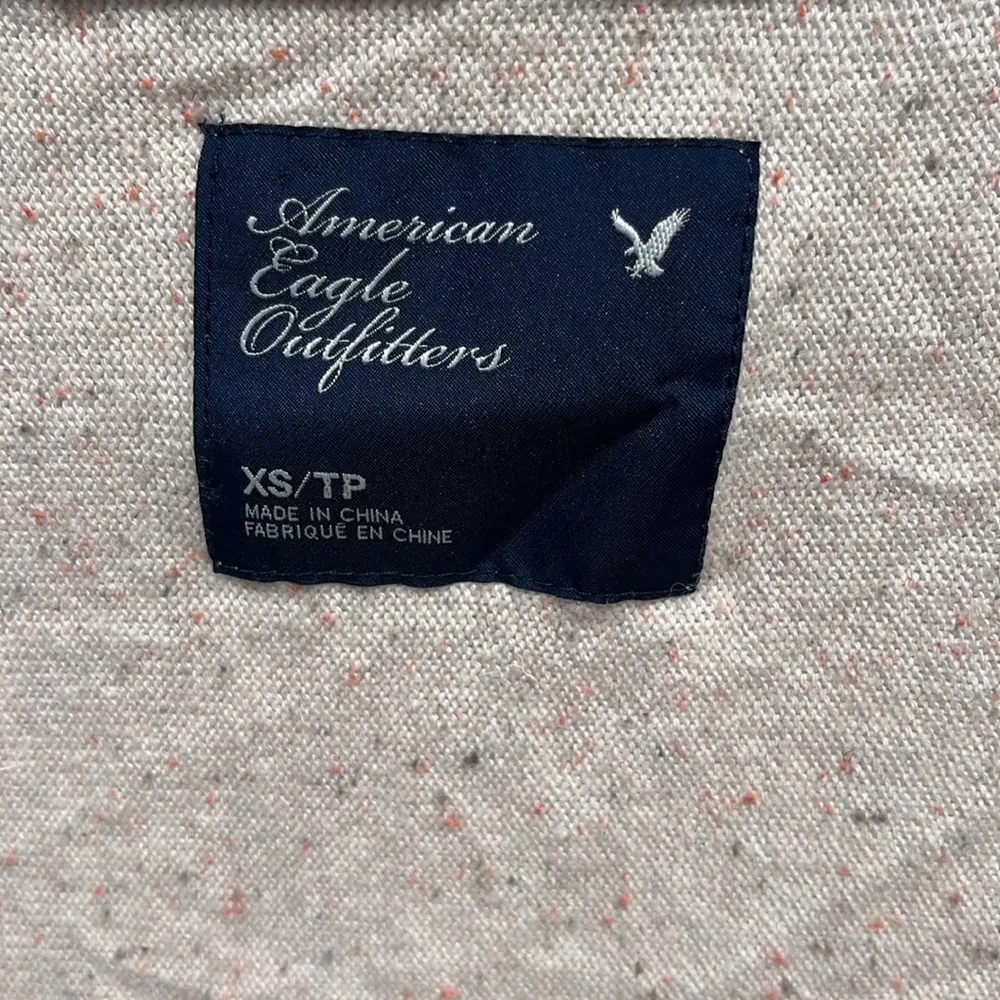 American
Eagle
Outfitters
XS/TP
MADE IN CHINA
FABRIQUÉ EN CHINE